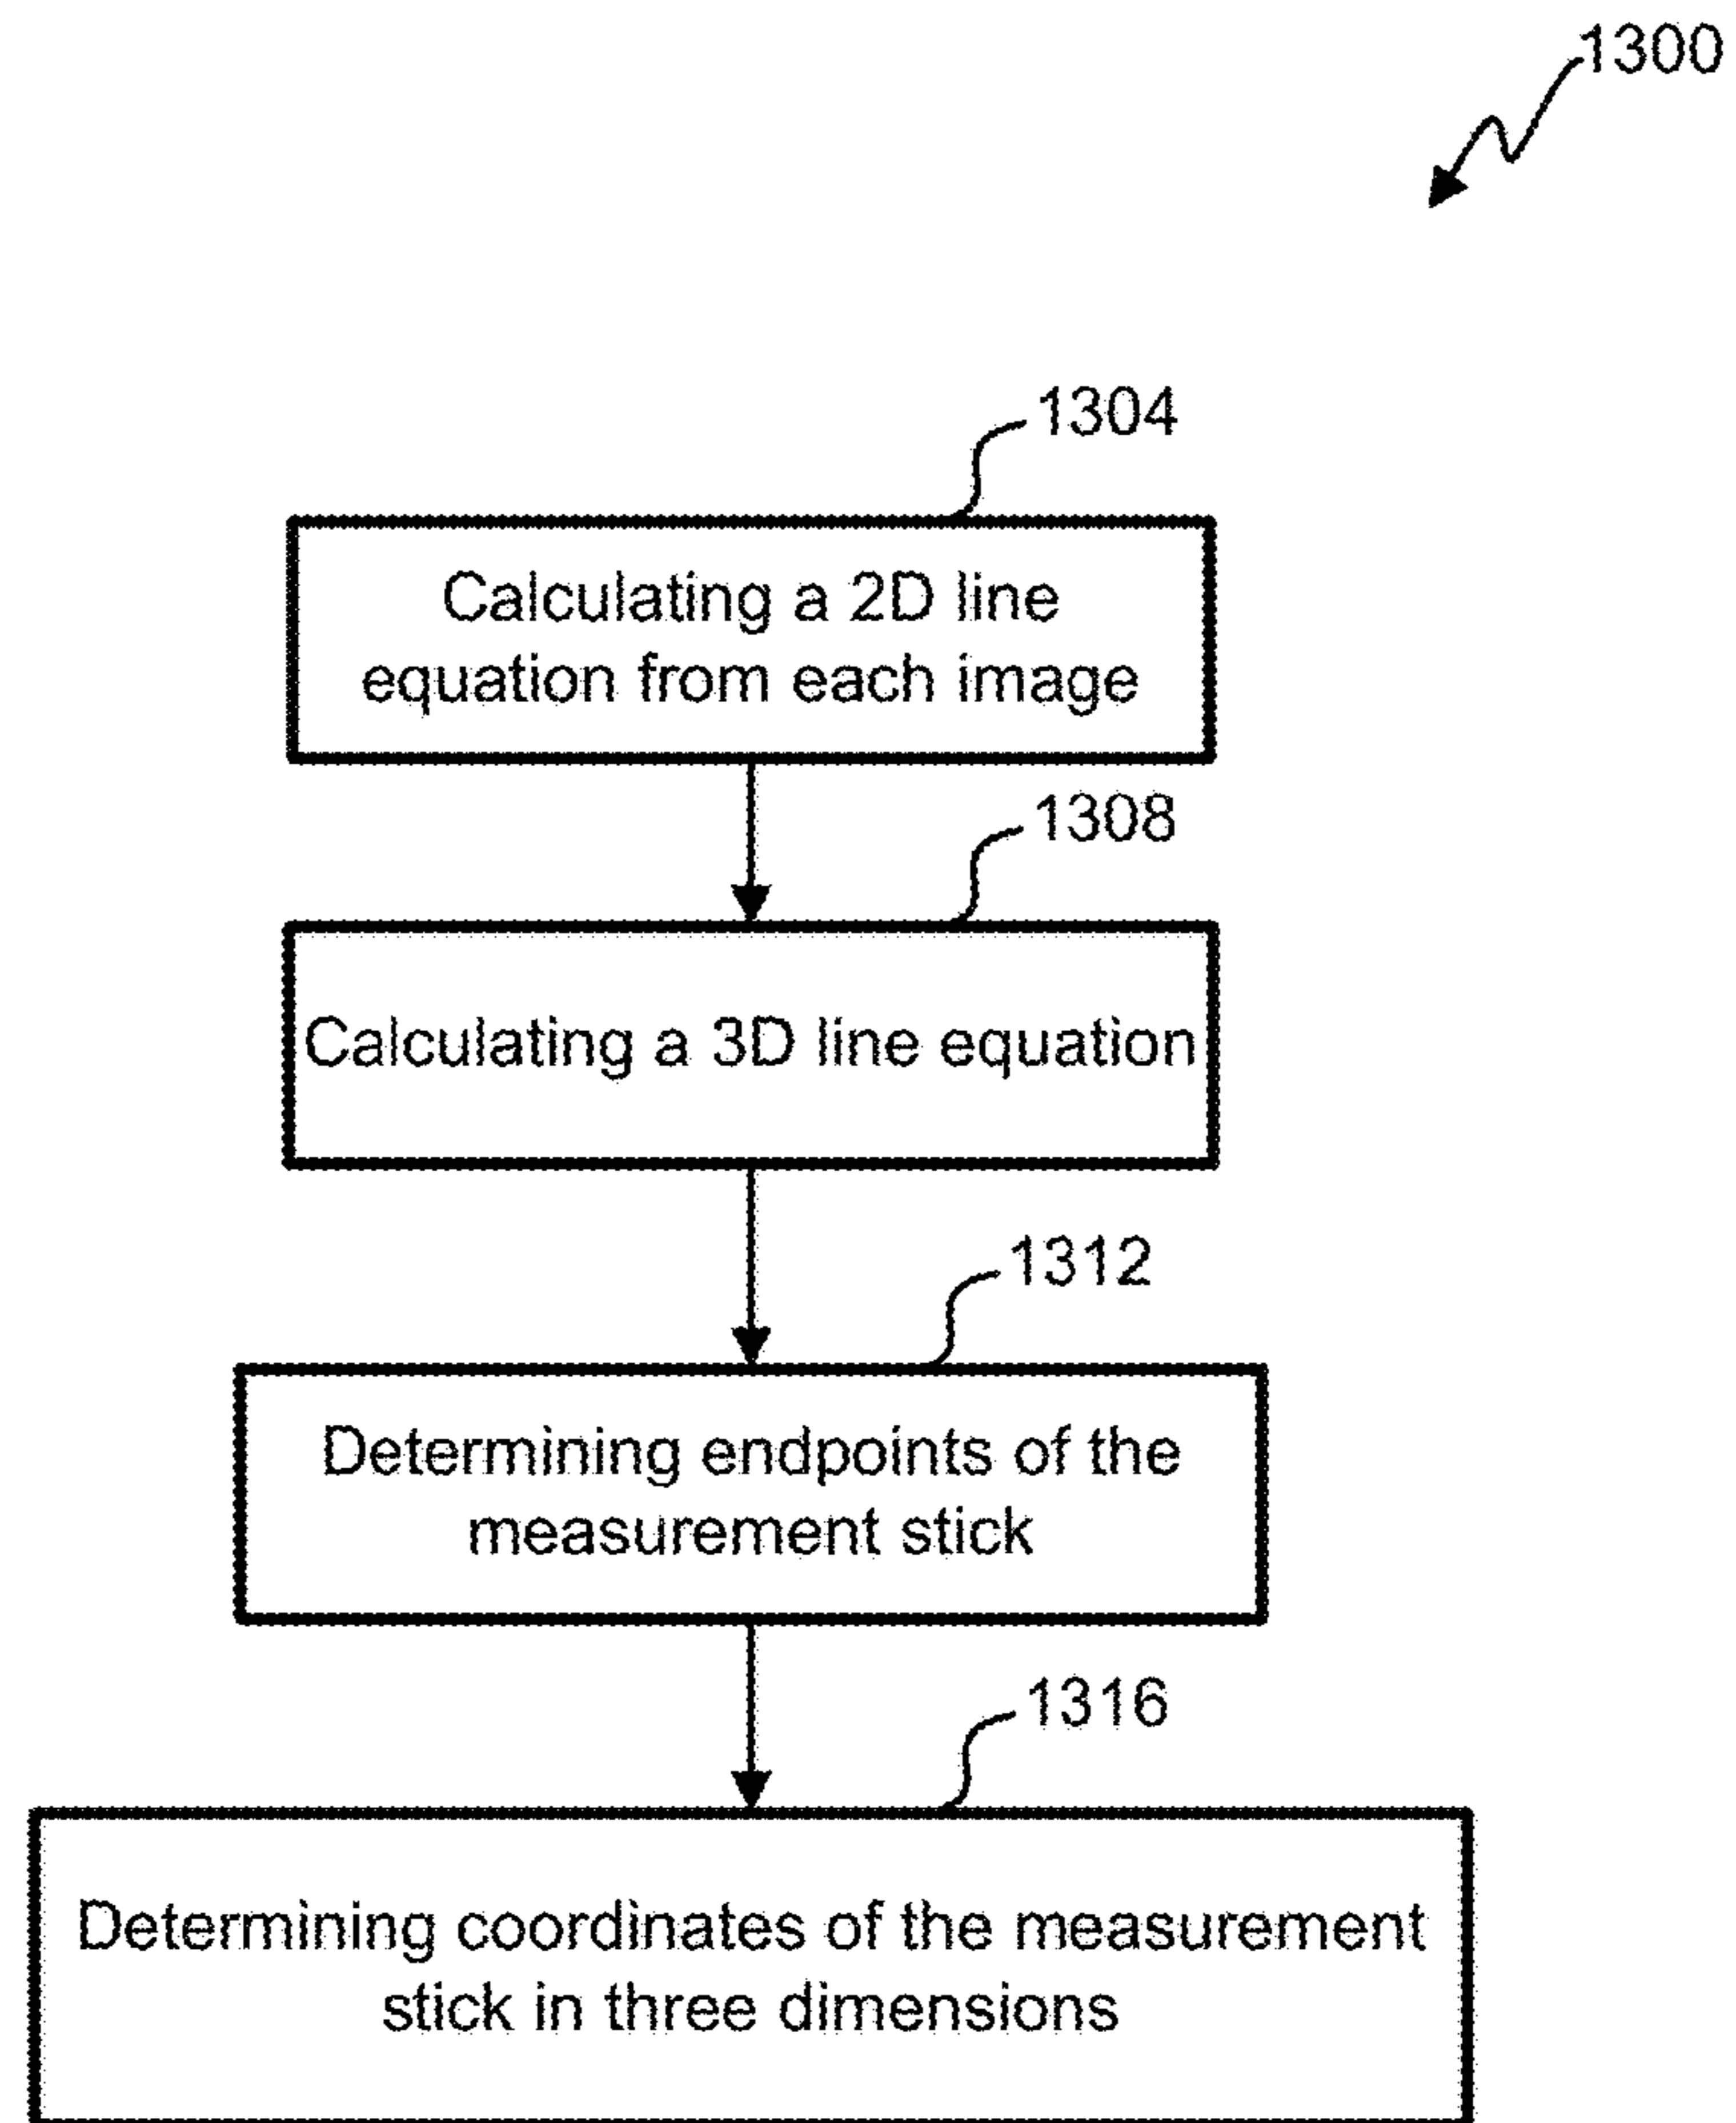 1300
1304
Calculating a 2D line
equation from each image
1308
Calculating a 3D line equation
1312
Determining endpoints of the
measurement stick
1316
Determining coordinates of the measurement
stick in three dimensions